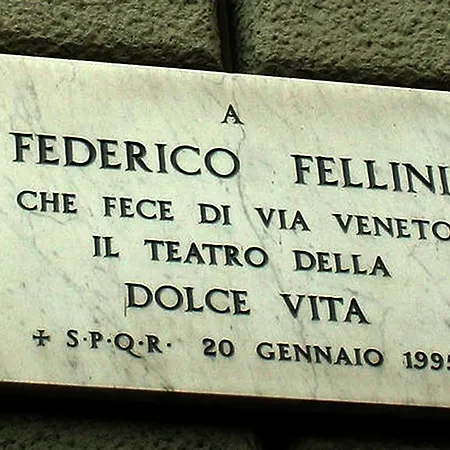 A
FEDERICO FELLINI
CHE FECE DI VIA VENETO
IL TEATRO DELLA
DOLCE VITA
✠ S·P·Q·R· 20 GENNAIO 1995